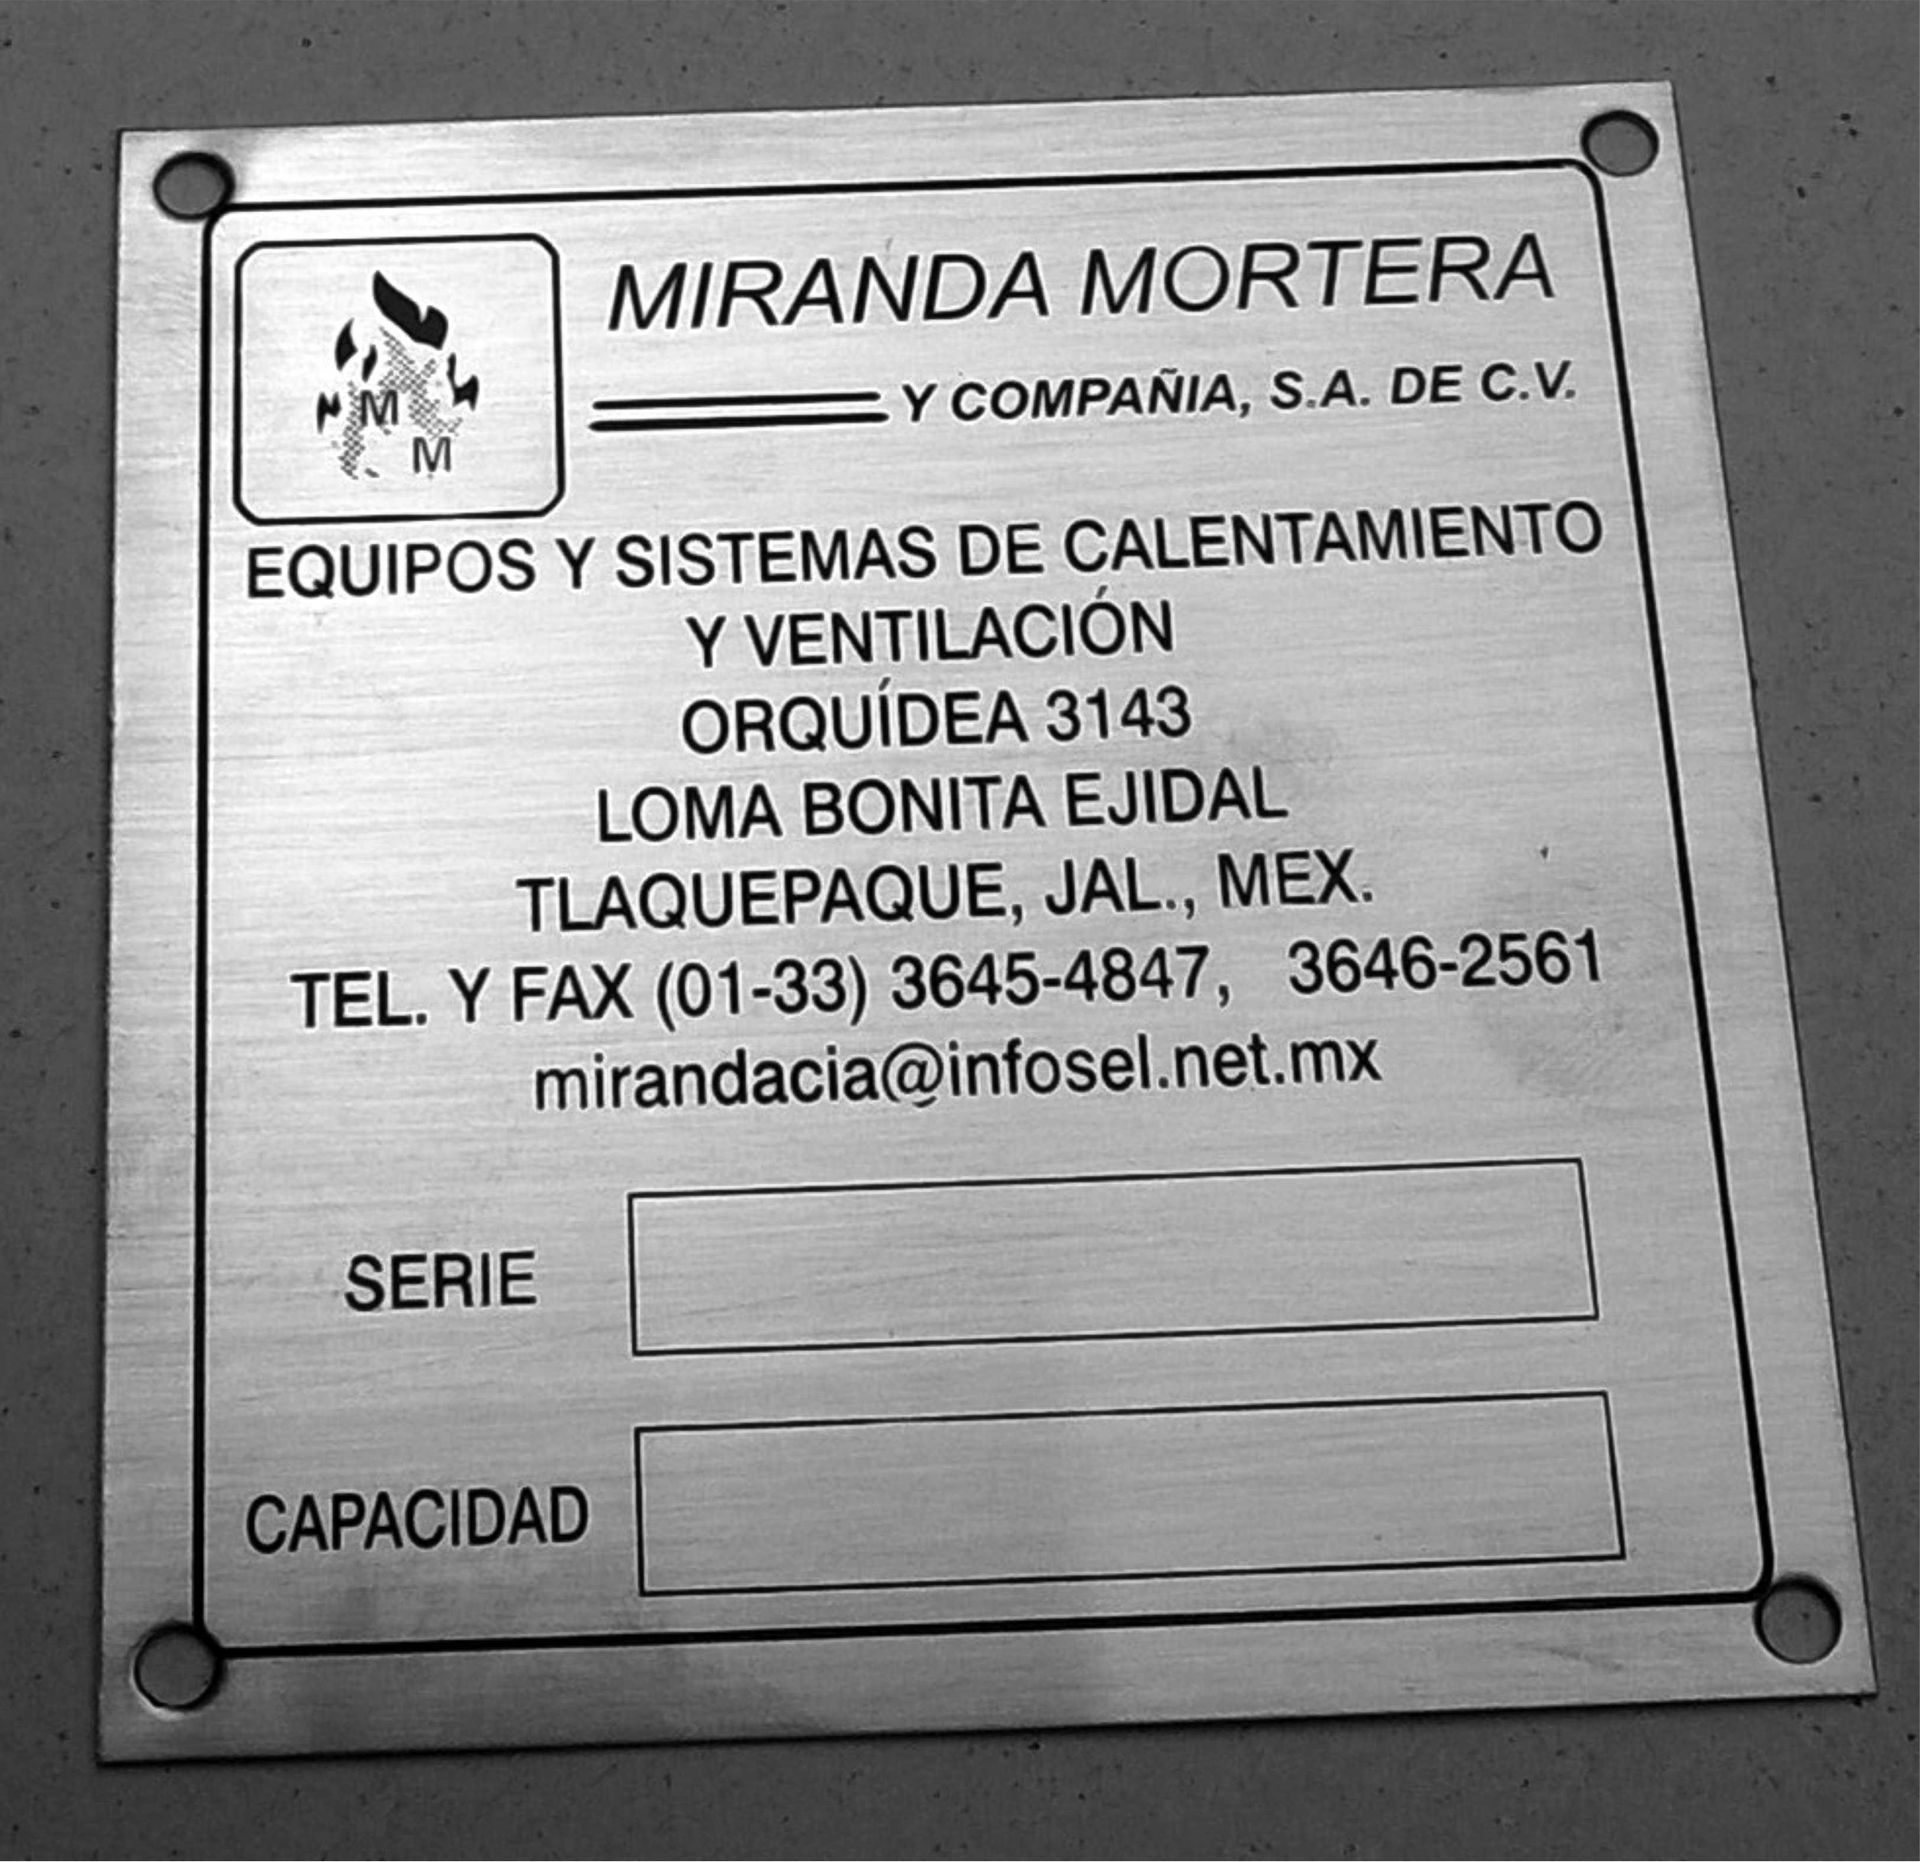 MIRANDA MORTERA
Y COMPAÑIA, S.A. DE C.V.
M
M
EQUIPOS Y SISTEMAS DE CALENTAMIENTO
Y VENTILACIÓN
ORQUÍDEA 3143
LOMA BONITA EJIDAL
TLAQUEPAQUE, JAL., MEX.
TEL. Y FAX (01-33) 3645-4847, 3646-2561
mirandacia@infosel.net.mx
SERIE
CAPACIDAD